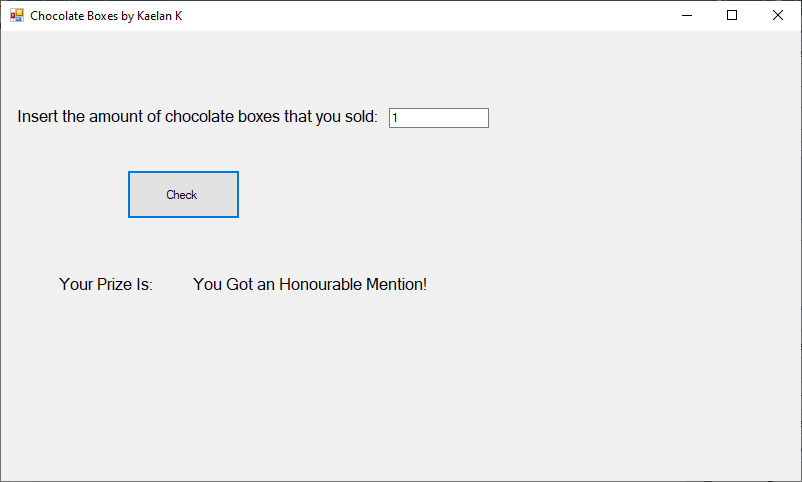 Chocolate Boxes by Kaelan K
Insert the amount of chocolate boxes that you sold: 1
Check
Your Prize Is: You Got an Honourable Mention!